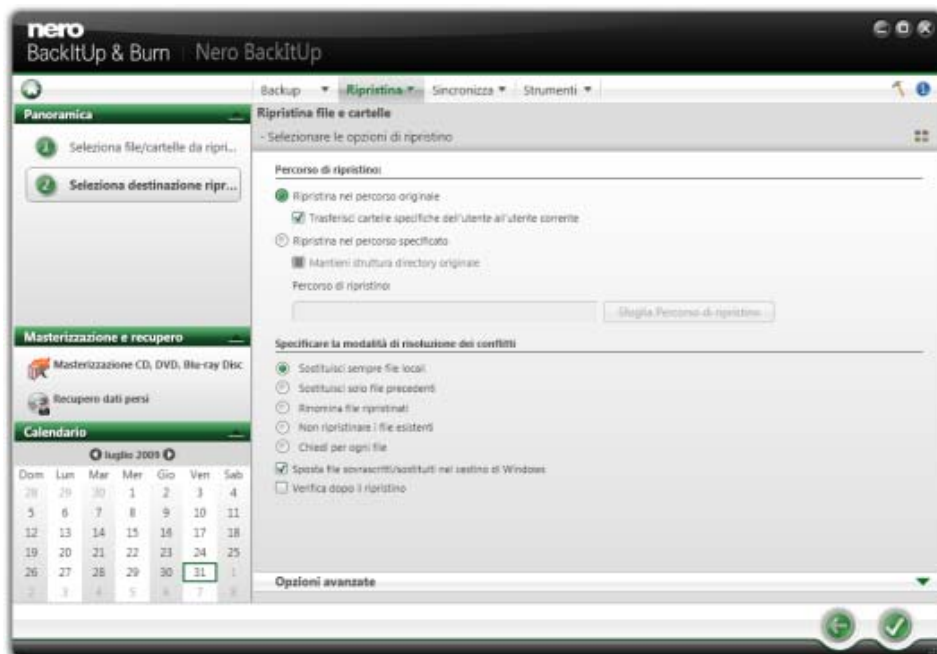 nero
BackItUp & Burn | Nero BackItUp
Backup Ripristina Sincronizza Strumenti
Panoramica
1 Seleziona file/cartelle da ripri...
2 Seleziona destinazione ripr...
Ripristina file e cartelle
- Selezionare le opzioni di ripristino
Percorso di ripristino:
Ripristina nel percorso originale
Trasferisci cartelle specifiche dell'utente all'utente corrente
Ripristina nel percorso specificato
Mantieni struttura directory originale
Percorso di ripristino:
Sfoglia Percorso di ripristino
Specificare la modalità di risoluzione dei conflitti
Sostituisci sempre file locali
Sostituisci solo file precedenti
Rinomina file ripristinati
Non ripristinare i file esistenti
Chiedi per ogni file
Sposta file sovrascritti/sostituiti nel cestino di Windows
Verifica dopo il ripristino
Opzioni avanzate
Masterizzazione e recupero
Masterizzazione CD, DVD, Blu-ray Disc
Recupero dati persi
Calendario
luglio 2009
Dom Lun Mar Mer Gio Ven Sab
28 29 30 1 2 3 4
5 6 7 8 9 10 11
12 13 14 15 16 17 18
19 20 21 22 23 24 25
26 27 28 29 30 31 1
2 3 4 5 6 7 8